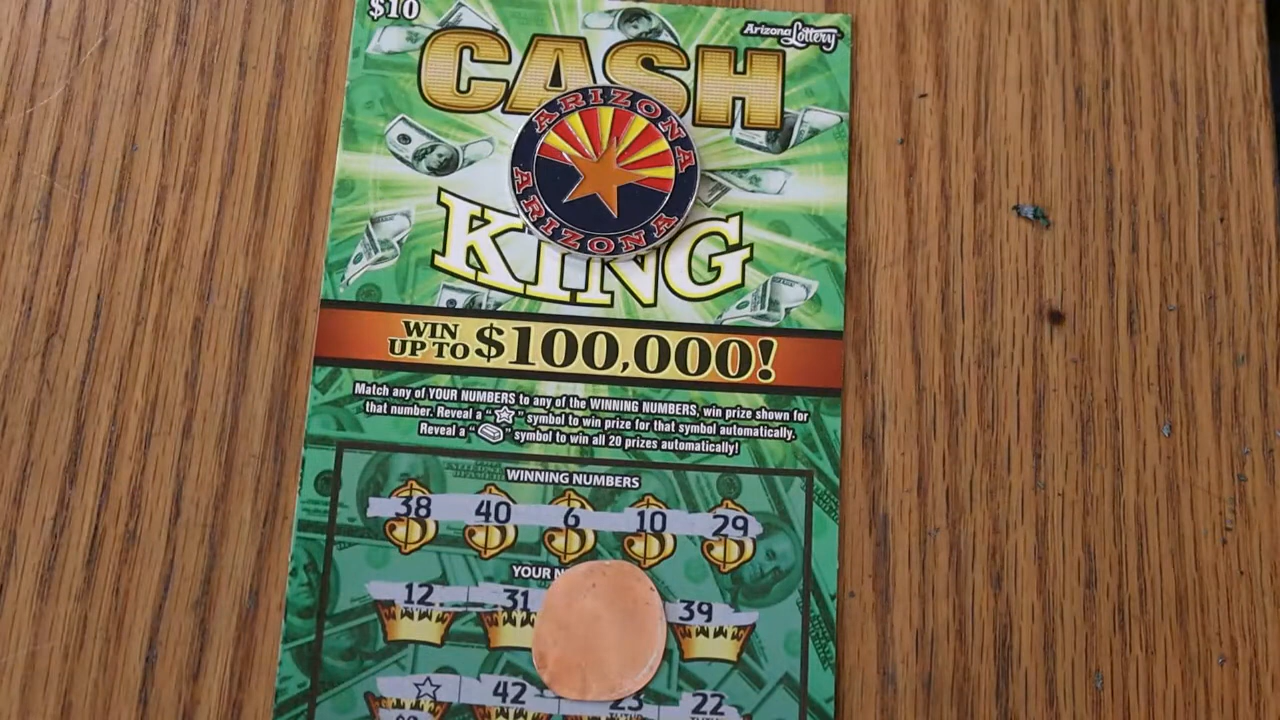 $10
Arizona Lottery
CASH
ARIZONA
ARIZONA
KING
WIN
UP TO $100,000!
Match any of YOUR NUMBERS to any of the WINNING NUMBERS, win prize shown for
that number. Reveal a " " symbol to win prize for that symbol automatically.
Reveal a " " symbol to win all 20 prizes automatically!
WINNING NUMBERS
38 40 6 10 29
YOUR
12 31 39
42 23 22